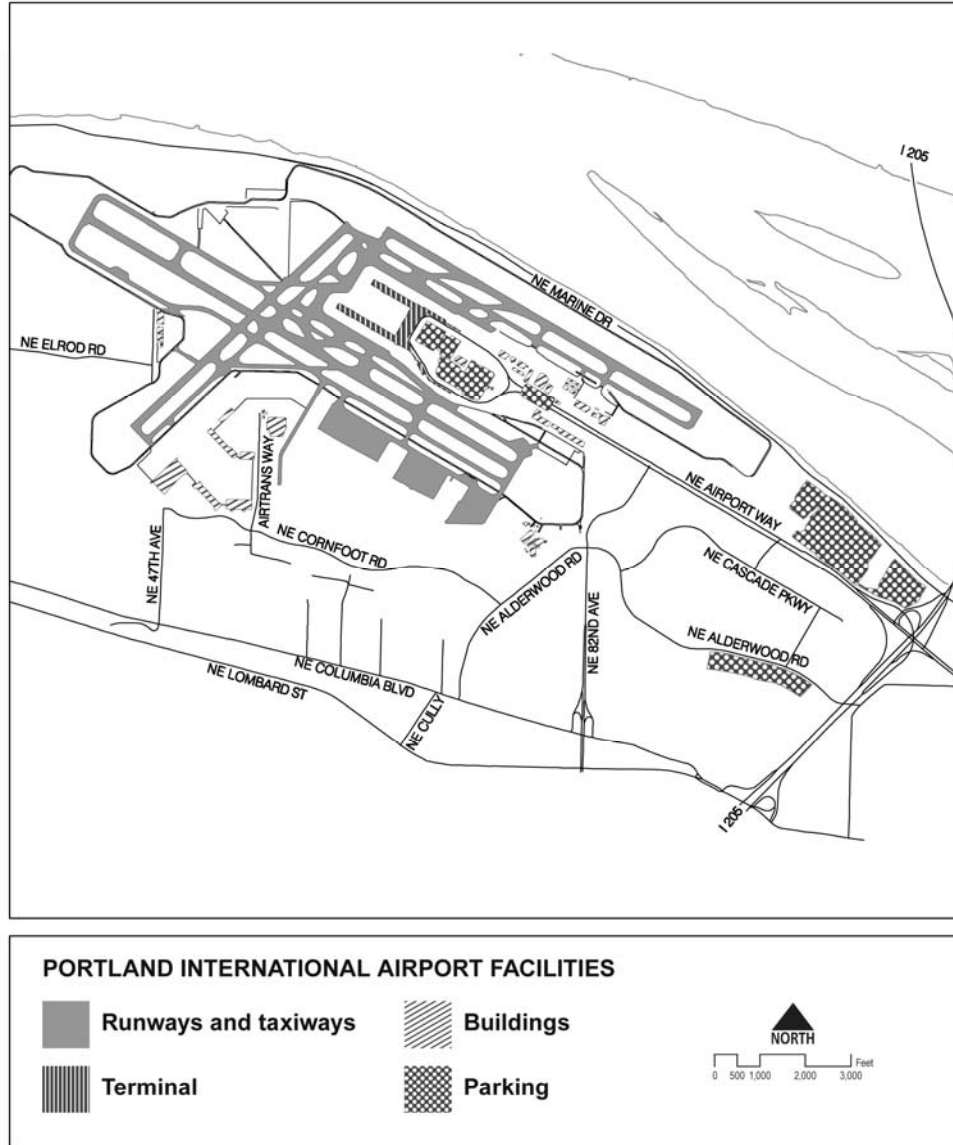 I 205
NE MARINE DR
NE ELROD RD
AIRTRANS WAY
NE AIRPORT WAY
NE CORNFOOT RD
NE 47TH AVE
NE CASCADE PKWY
NE ALDERWOOD RD
NE 82ND AVE
NE ALDERWOOD RD
NE COLUMBIA BLVD
NE LOMBARD ST
NE CULLY
I 205
PORTLAND INTERNATIONAL AIRPORT FACILITIES
Runways and taxiways
Buildings
Terminal
Parking
NORTH
Feet
0 500 1,000 2,000 3,000